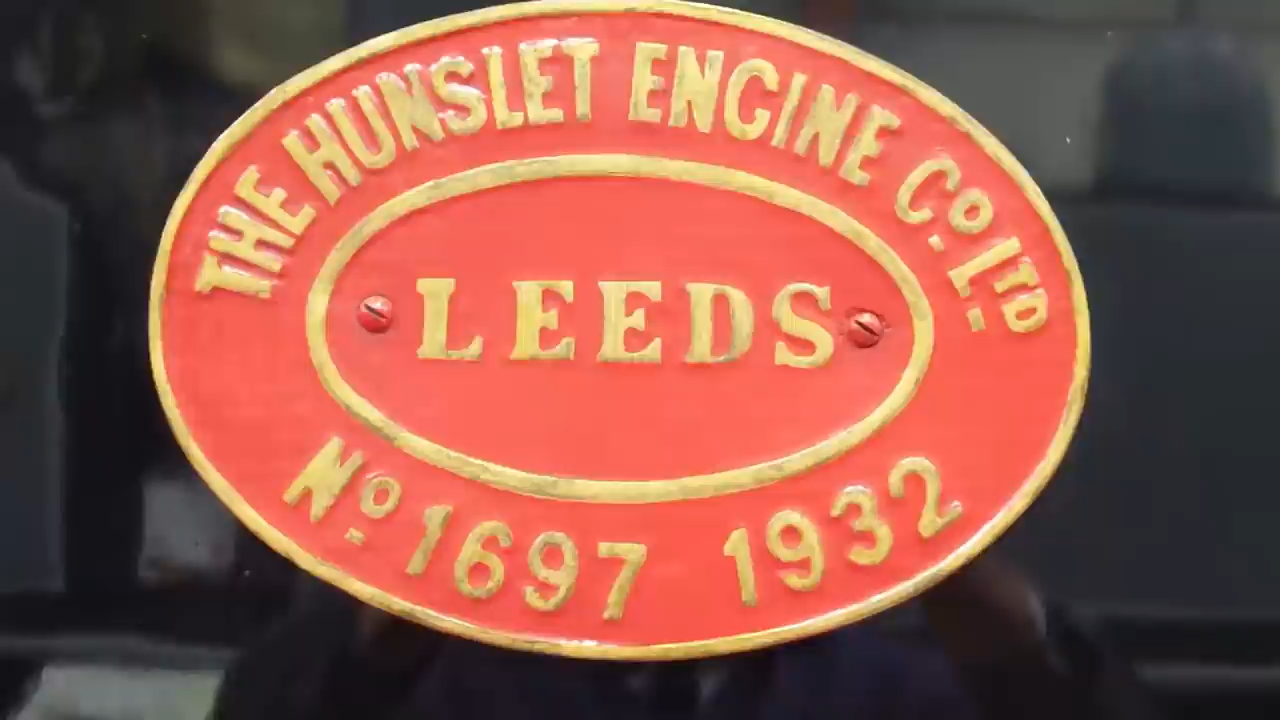 THE HUNSLET ENGINE Cº LTD
LEEDS
Nº 1697 1932